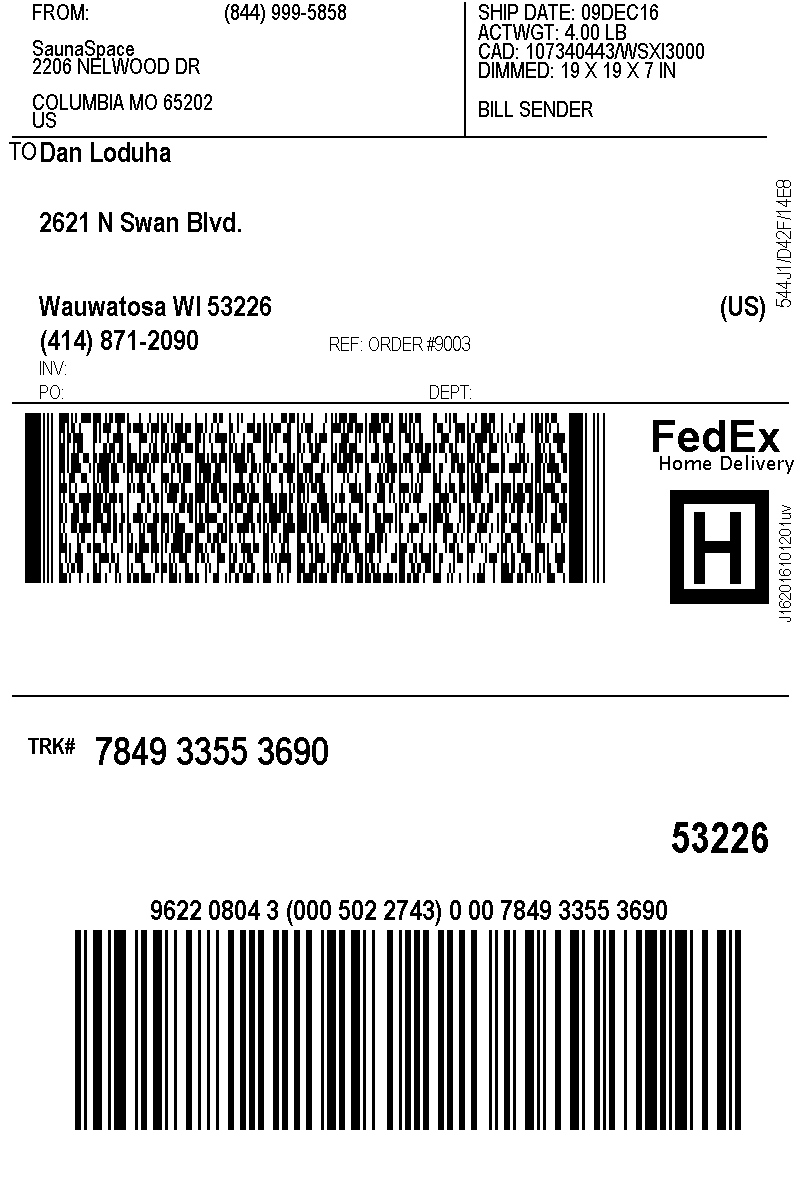 FROM: (844) 999-5858
SaunaSpace
2206 NELWOOD DR
COLUMBIA MO 65202
US
SHIP DATE: 09DEC16
ACTWGT: 4.00 LB
CAD: 107340443/WSXI3000
DIMMED: 19 X 19 X 7 IN
BILL SENDER
TO Dan Loduha
2621 N Swan Blvd.
Wauwatosa WI 53226 (US)
(414) 871-2090 REF: ORDER #9003
INV:
PO: DEPT:
544J1/D42F/14E8
FedEx
Home Delivery
H
J162016101201uv
TRK# 7849 3355 3690
53226
9622 0804 3 (000 502 2743) 0 00 7849 3355 3690